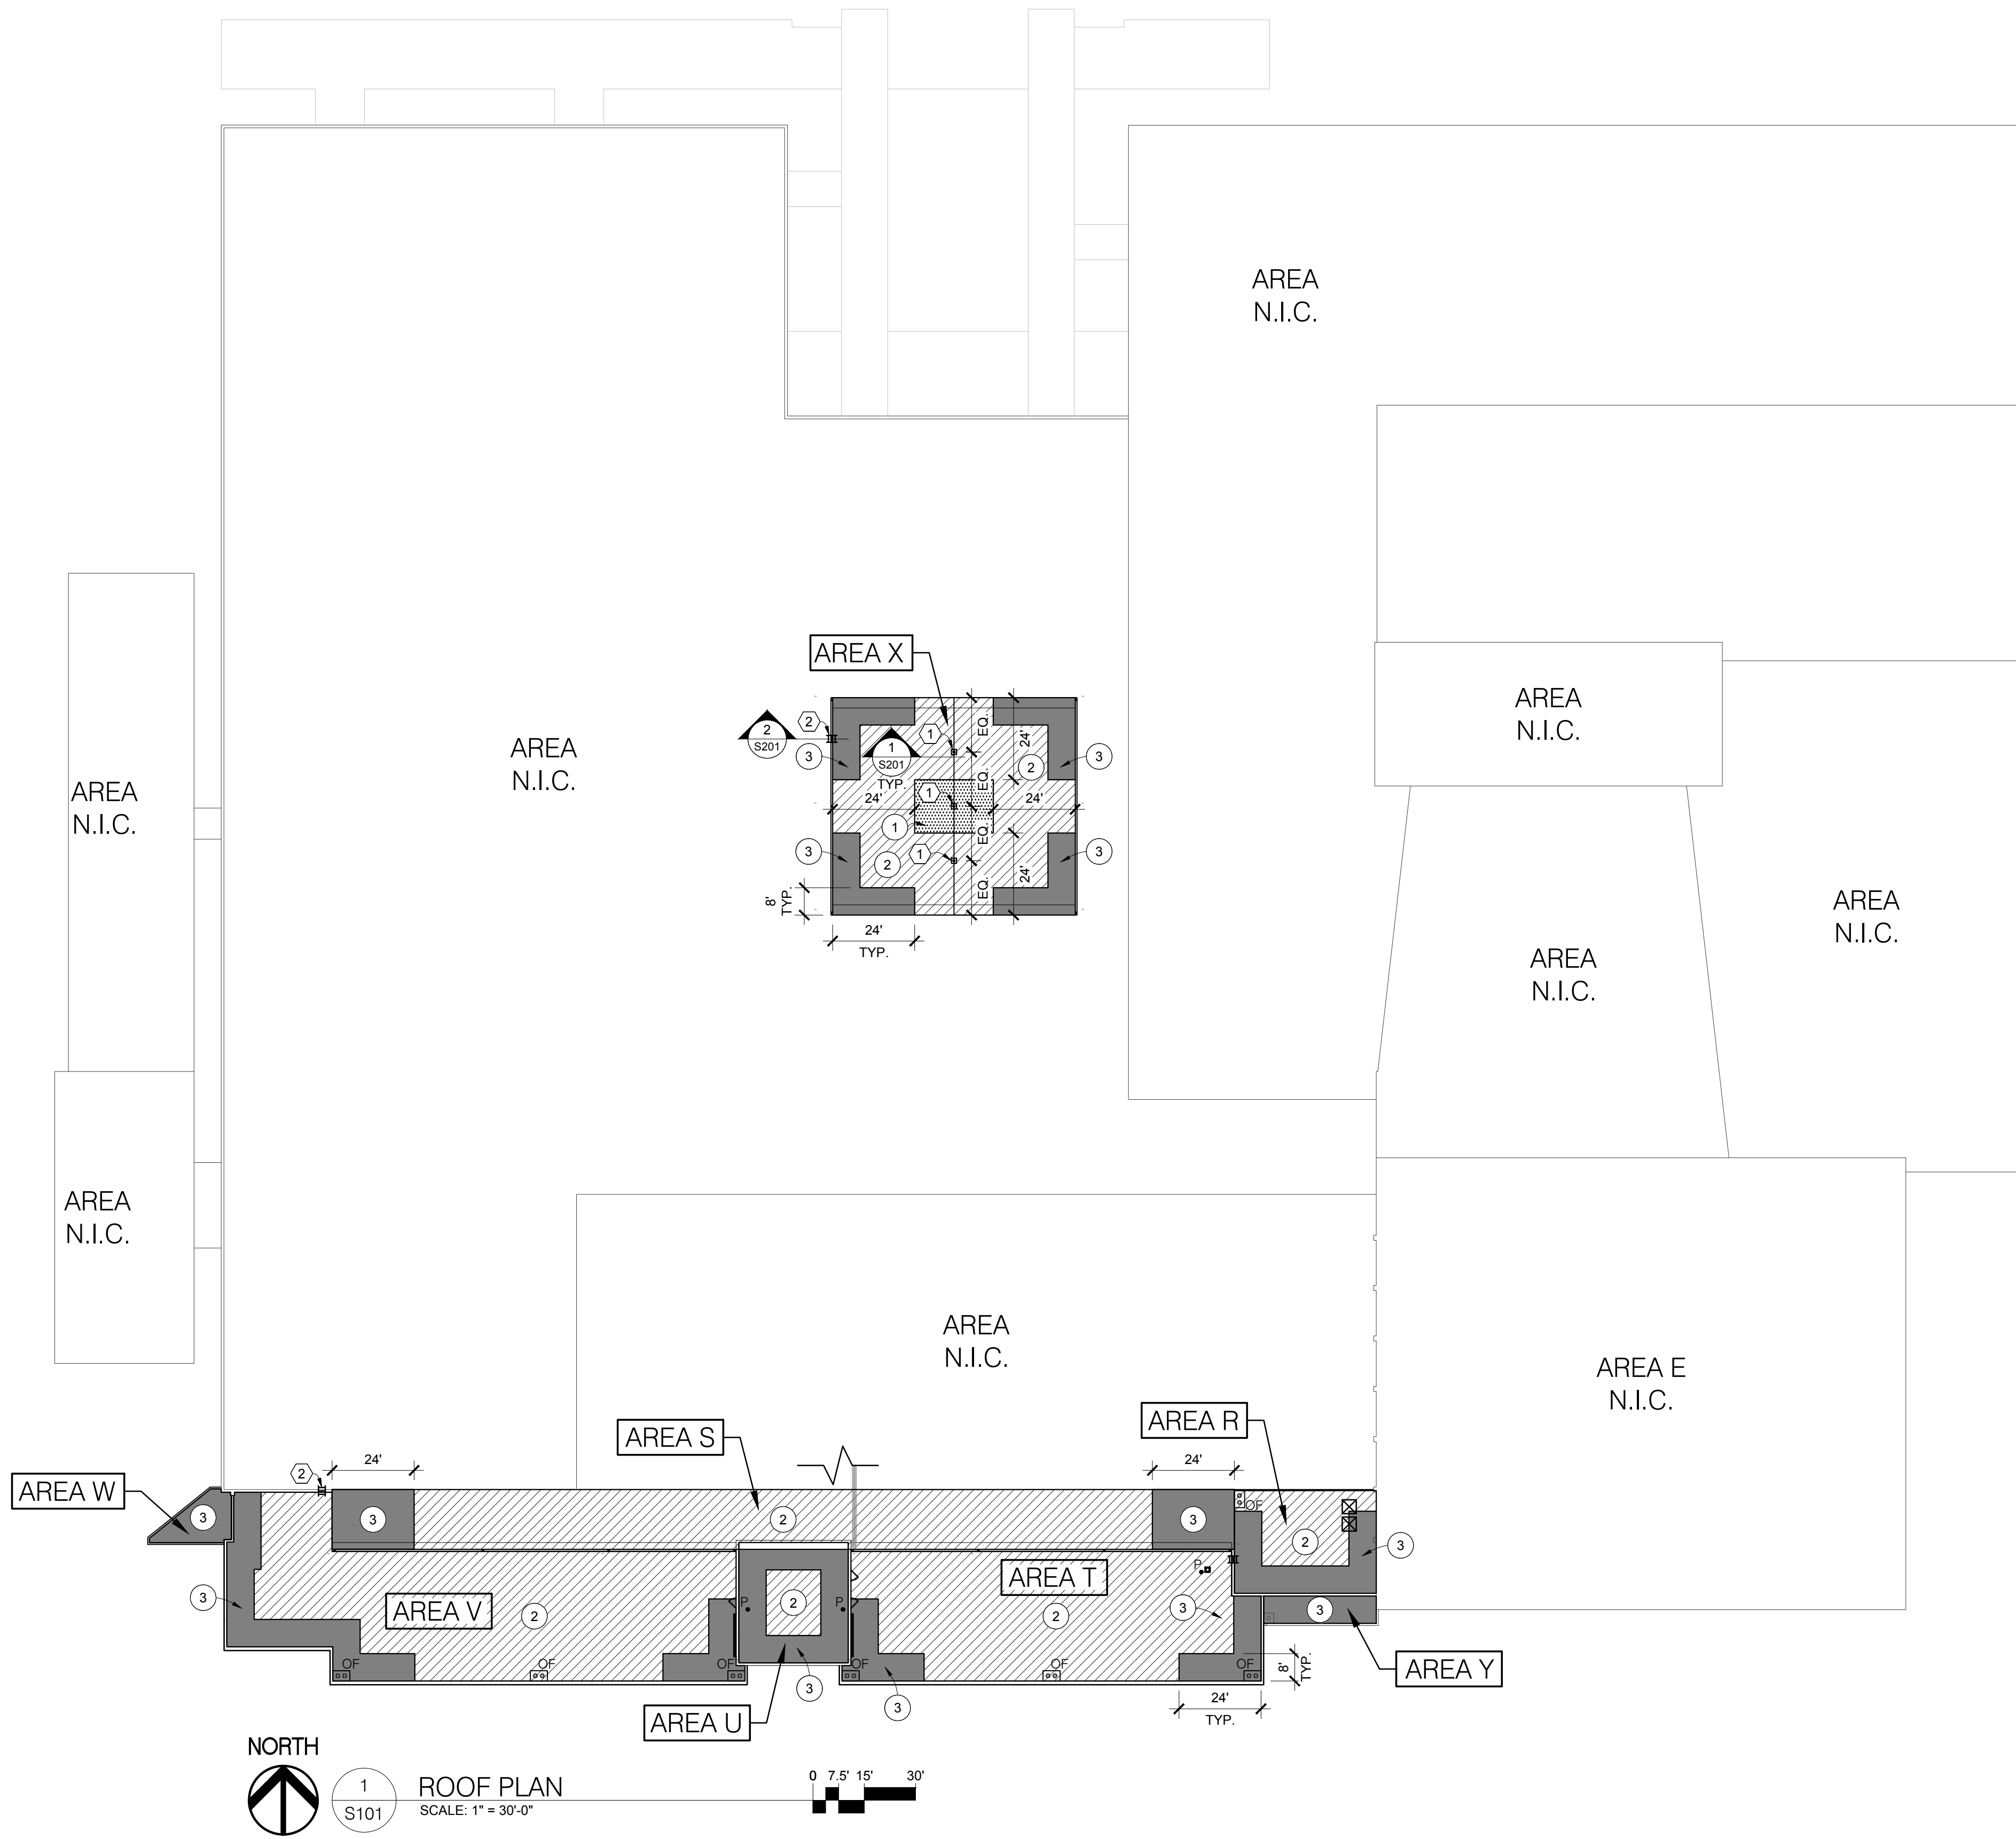 AREA
N.I.C.
AREA X
AREA
N.I.C.
AREA
N.I.C.
AREA
N.I.C.
2
S201
2
3
1
S201
TYP.
1
EQ.
24'
2
3
EQ.
24'
1
24'
1
EQ.
3
2
1
24'
3
EQ.
8'
TYP.
24'
TYP.
AREA
N.I.C.
AREA
N.I.C.
AREA
N.I.C.
AREA
N.I.C.
AREA E
N.I.C.
AREA R
AREA S
24'
24'
2
AREA W
3
3
2
3
OF
2
3
P
AREA T
AREA V
2
P
2
P
2
3
3
3
OF
OF
OF
OF
OF
OF
8'
TYP.
AREA Y
3
3
24'
TYP.
AREA U
NORTH
1
S101
ROOF PLAN
SCALE: 1" = 30'-0"
0 7.5' 15' 30'